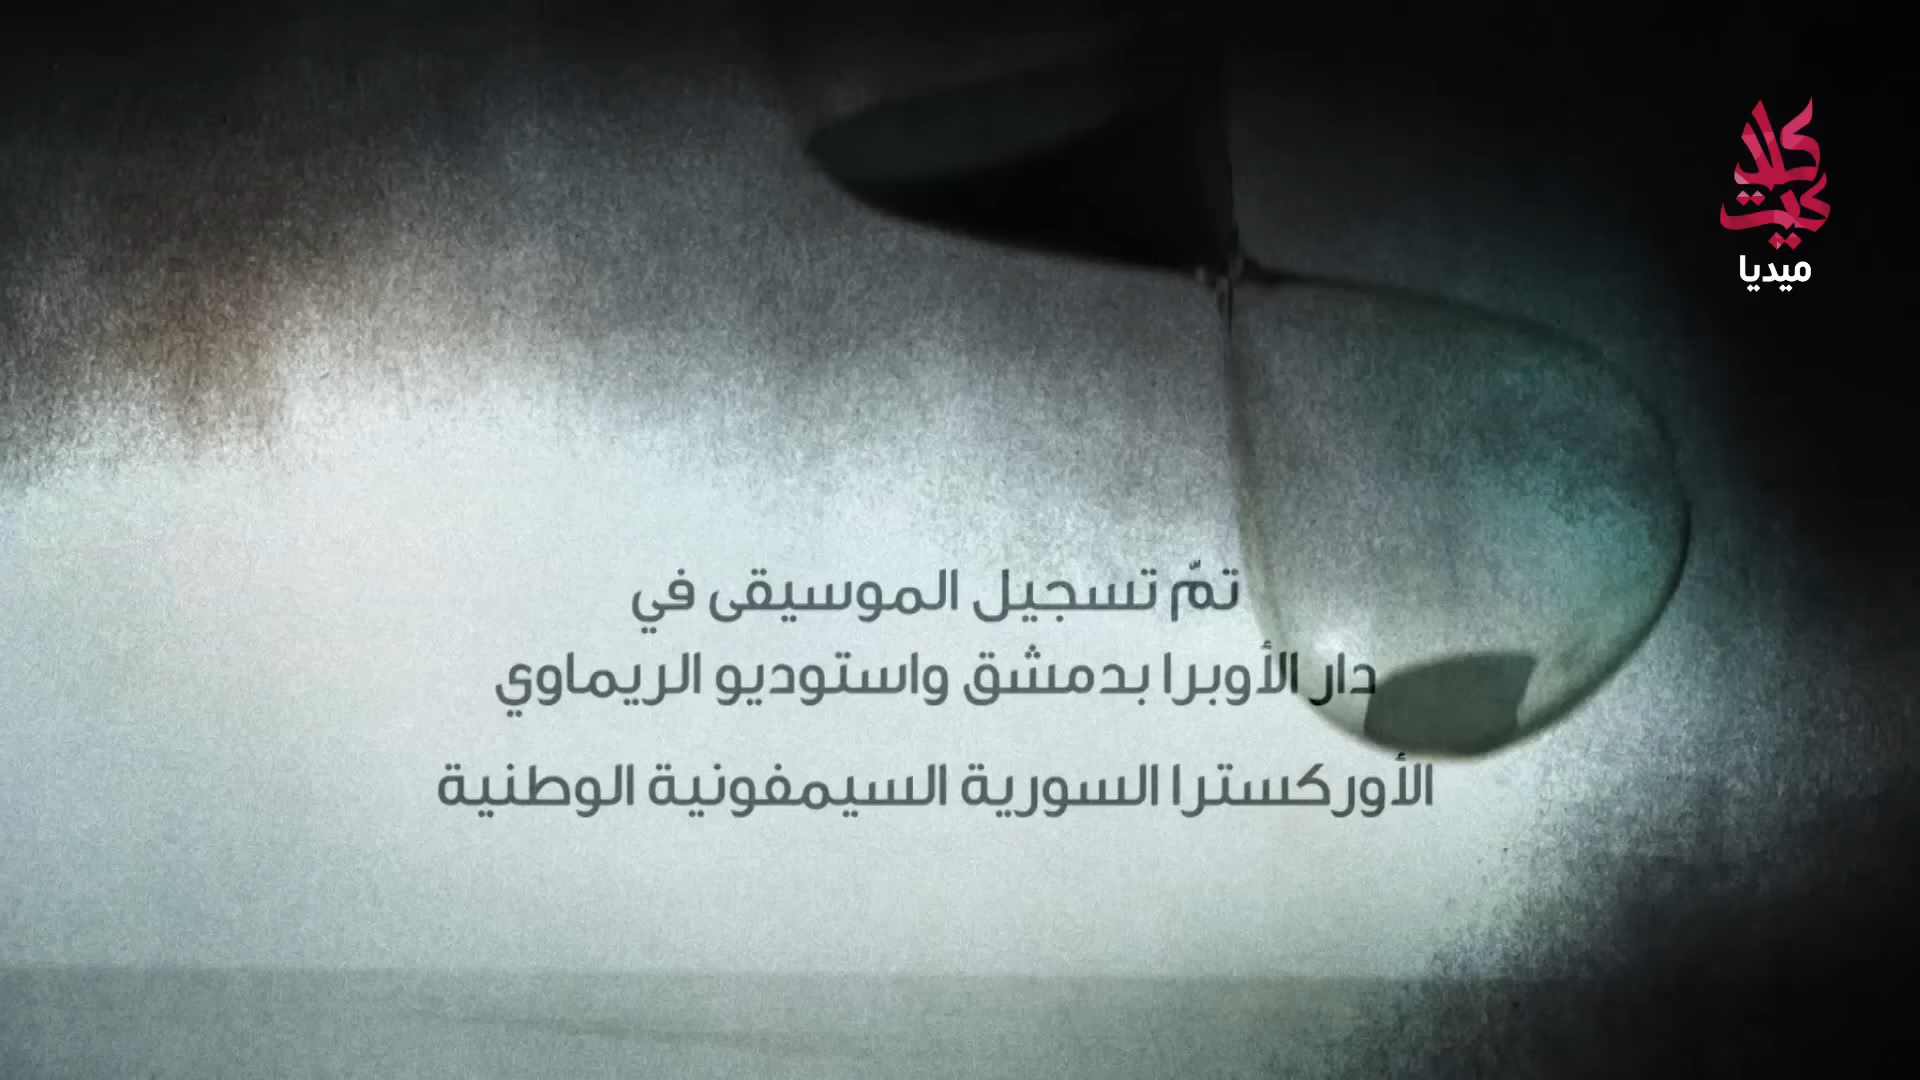 كلاكيت
ميديا
تمّ تسجيل الموسيقى في
دار الأوبرا بدمشق واستوديو الريماوي
الأوركسترا السورية السيمفونية الوطنية